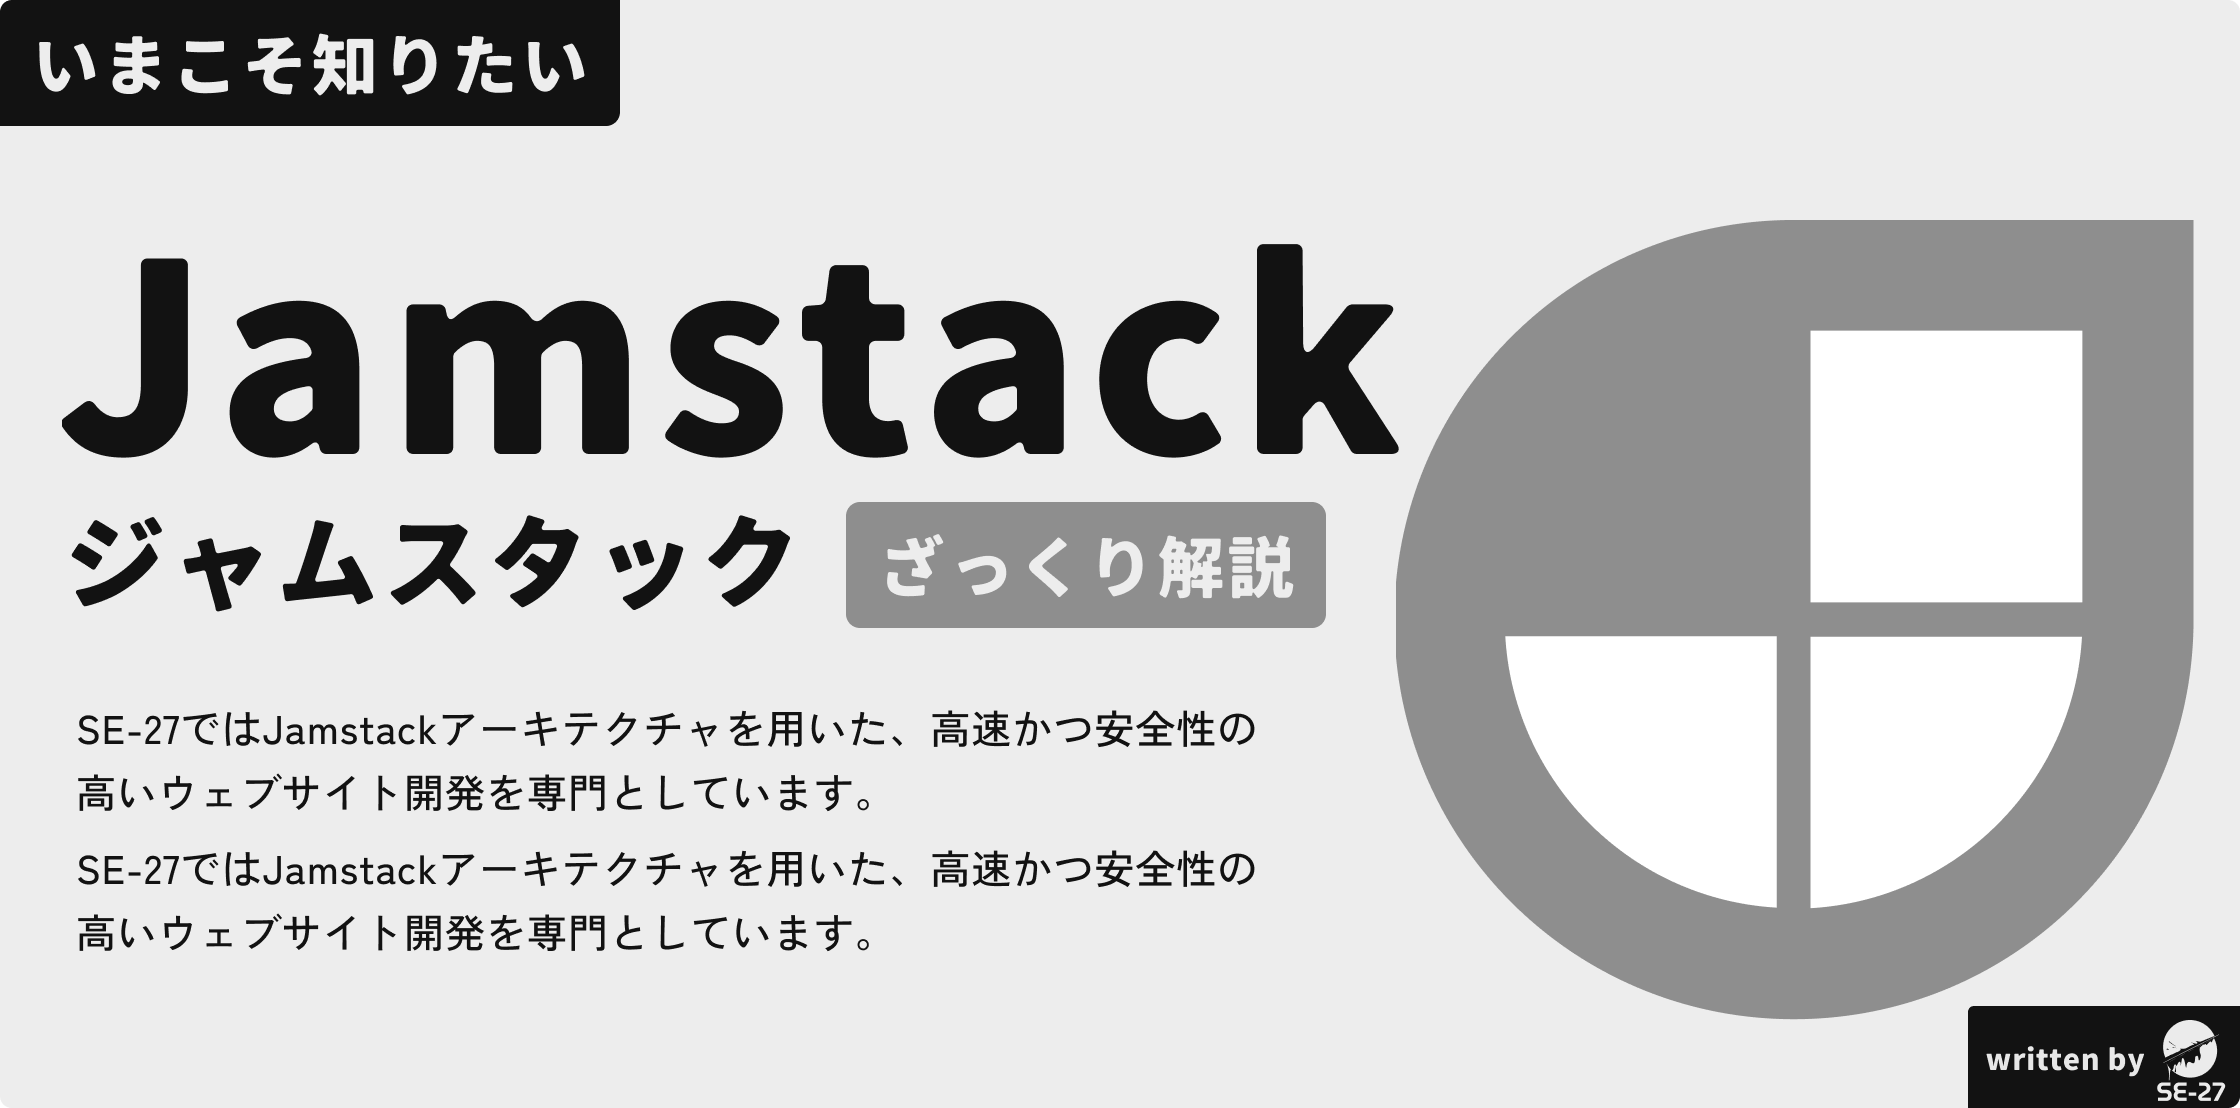 いまこそ知りたい
Jamstack
ジャムスタック
ざっくり解説
SE-27ではJamstackアーキテクチャを用いた、高速かつ安全性の
高いウェブサイト開発を専門としています。
SE-27ではJamstackアーキテクチャを用いた、高速かつ安全性の
高いウェブサイト開発を専門としています。
written by
SE-27